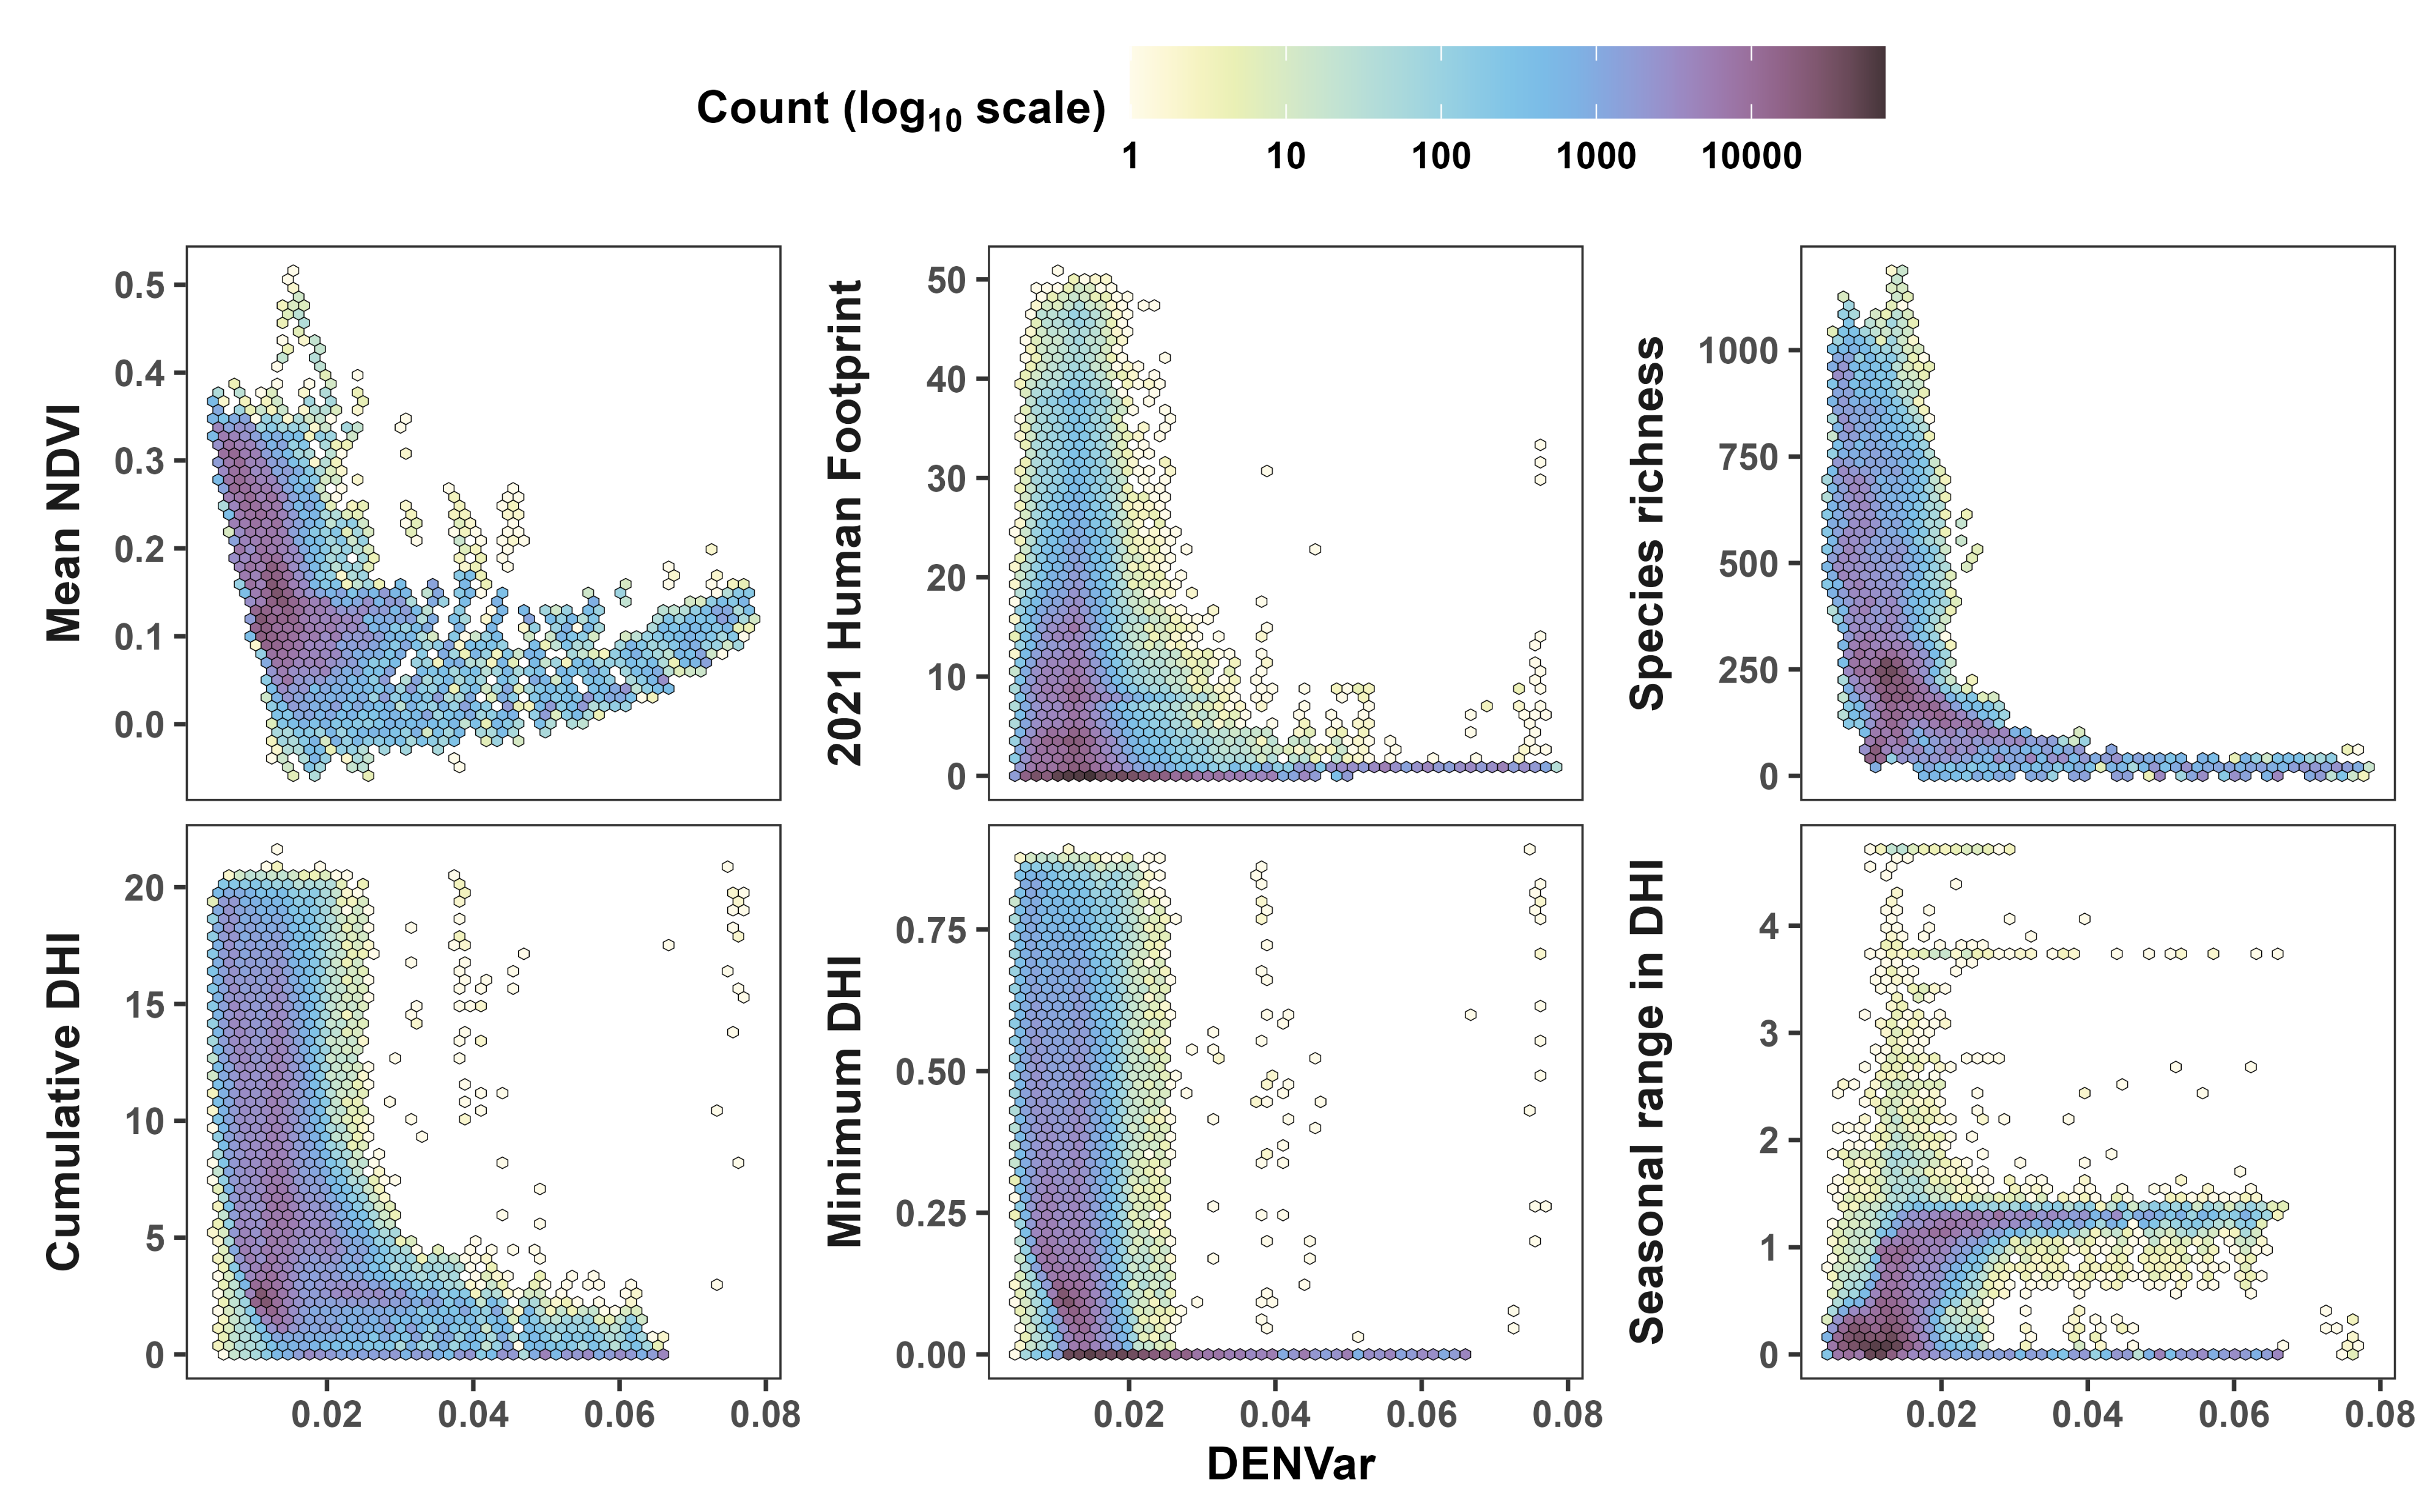 Count (log10 scale)
1 10 100 1000 10000
Mean NDVI
0.5
0.4
0.3
0.2
0.1
0.0
2021 Human Footprint
50
40
30
20
10
0
Species richness
1000
750
500
250
0
Cumulative DHI
20
15
10
5
0
Minimum DHI
0.75
0.50
0.25
0.00
Seasonal range in DHI
4
3
2
1
0
0.02 0.04 0.06 0.08
0.02 0.04 0.06 0.08
0.02 0.04 0.06 0.08
DENVar